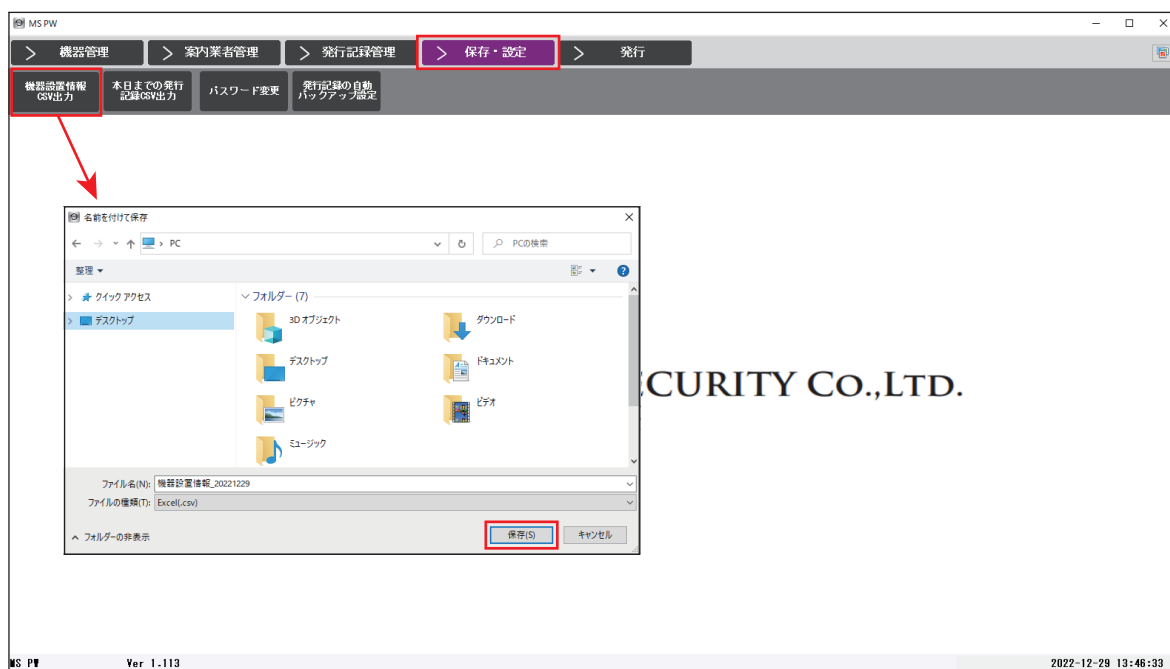 MS PW
機器管理
案内業者管理
発行記録管理
保存・設定
発行
機器設置情報
CSV出力
本日までの発行
記録CSV出力
パスワード変更
発行記録の自動
バックアップ設定
名前を付けて保存
PC
PCの検索
整理
クイック アクセス
デスクトップ
フォルダー (7)
3D オブジェクト
ダウンロード
デスクトップ
ドキュメント
ピクチャ
ビデオ
ミュージック
CURITY CO.,LTD.
ファイル名(N):
機器設置情報_20221229
ファイルの種類(T):
Excel(.csv)
フォルダーの非表示
保存(S)
キャンセル
MS PW
Ver 1.113
2022-12-29 13:46:33